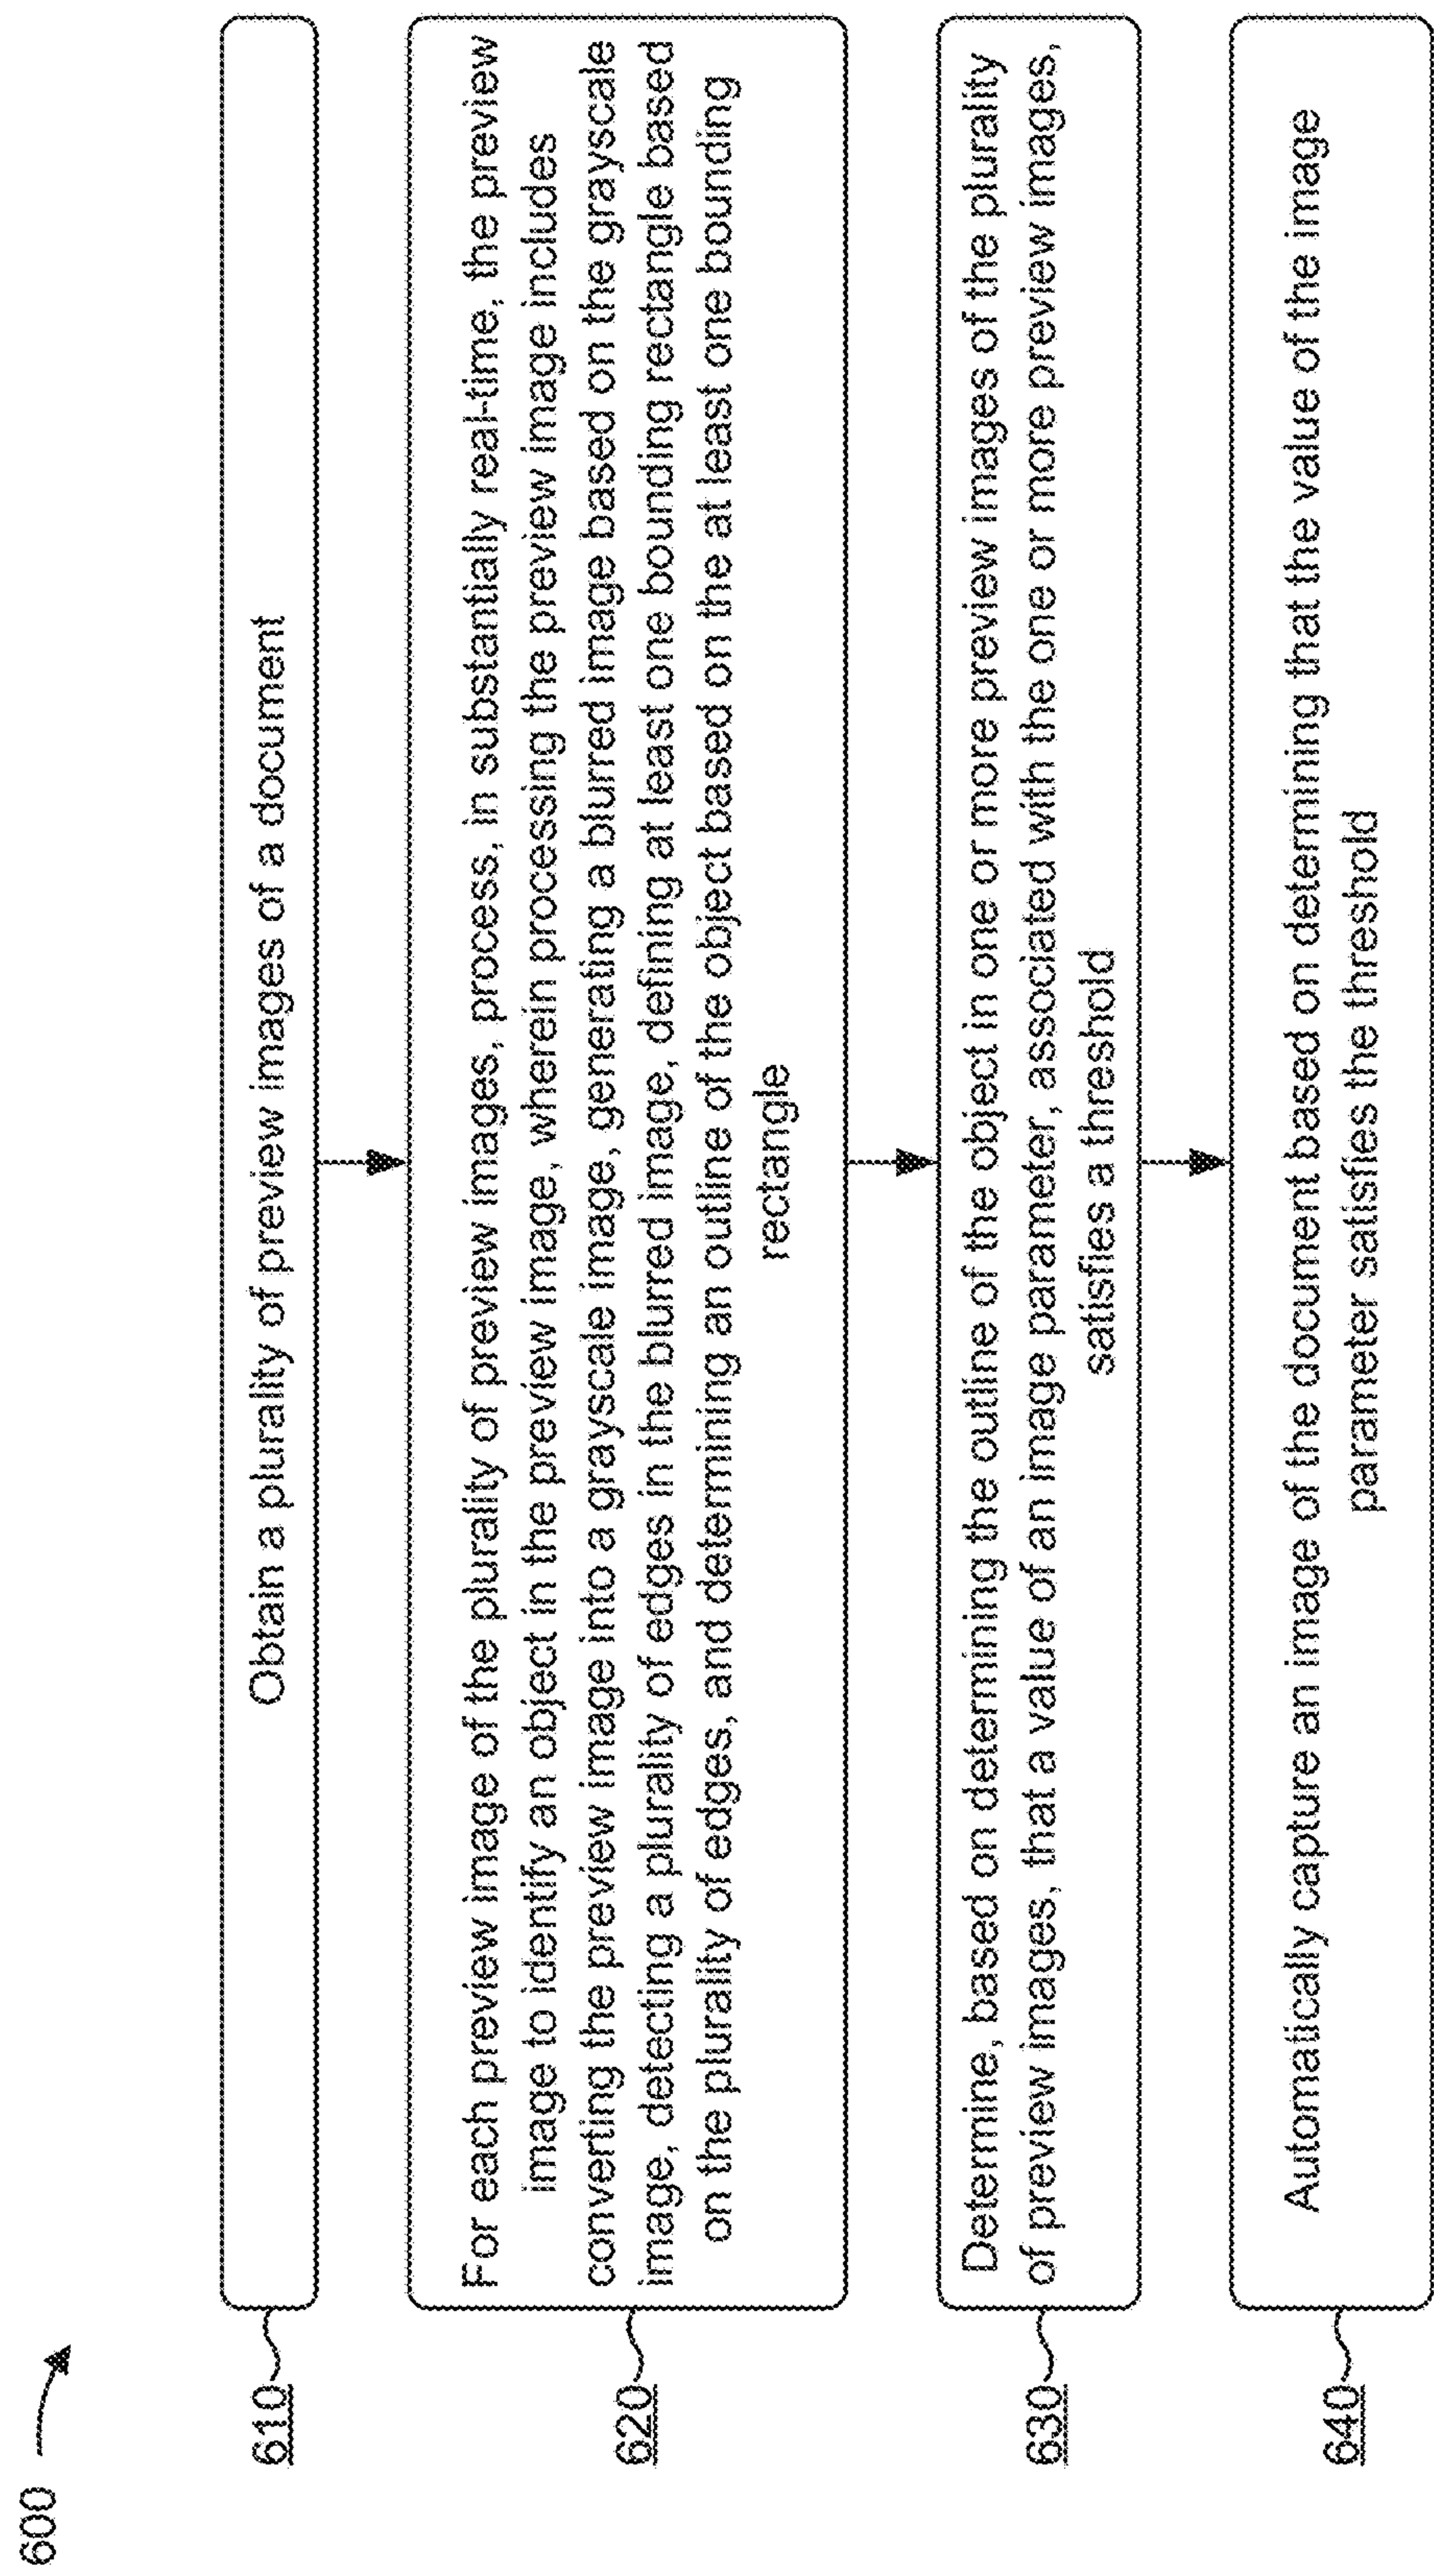 600
610
Obtain a plurality of preview images of a document
620
For each preview image of the plurality of preview images, process, in substantially real-time, the preview
image to identify an object in the preview image, wherein processing the preview image includes
converting the preview image into a grayscale image, generating a blurred image based on the grayscale
image, detecting a plurality of edges in the blurred image, defining at least one bounding rectangle based
on the plurality of edges, and determining an outline of the object based on the at least one bounding
rectangle
630
Determine, based on determining the outline of the object in one or more preview images of the plurality
of preview images, that a value of an image parameter, associated with the one or more preview images,
satisfies a threshold
640
Automatically capture an image of the document based on determining that the value of the image
parameter satisfies the threshold